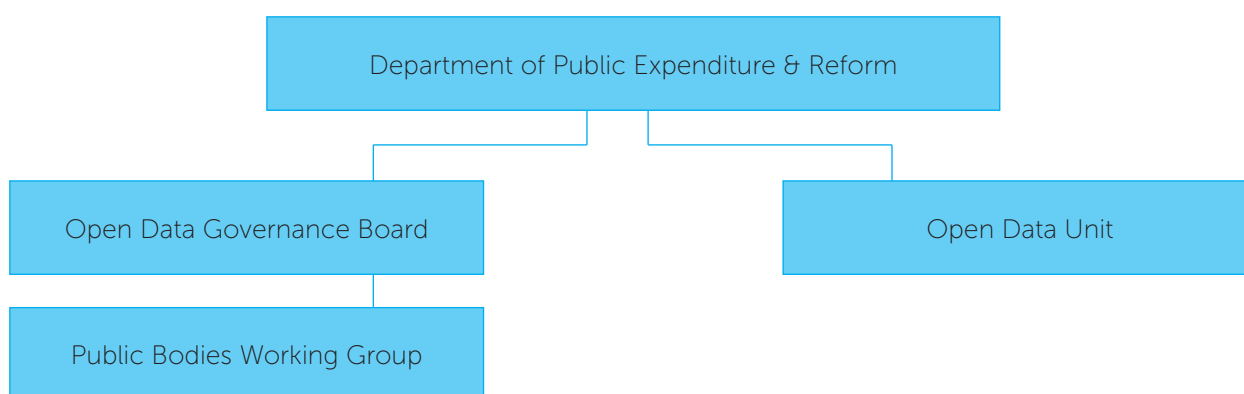 Department of Public Expenditure & Reform
Open Data Governance Board
Open Data Unit
Public Bodies Working Group